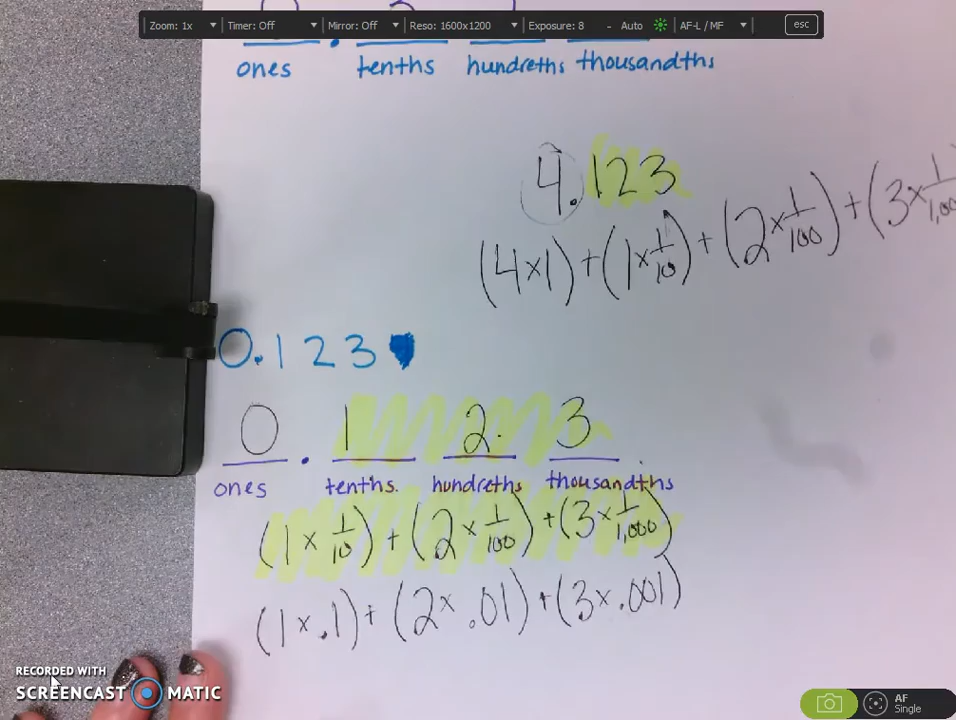 Zoom: 1x Timer: Off Mirror: Off Reso: 1600x1200 Exposure: 8 - Auto AF-L / MF esc
ones . tenths hundreths thousandths
4.123
(4×1) + (1×1/10) + (2×1/100) + (3×1/1,00
0.123
0 . 1 2 3
ones tenths. hundreths thousandths
(1 × 1/10) + (2 × 1/100) + (3 × 1/1,000)
(1 × .1) + (2 × .01) + (3 × .001)
RECORDED WITH
SCREENCAST MATIC
AF
Single